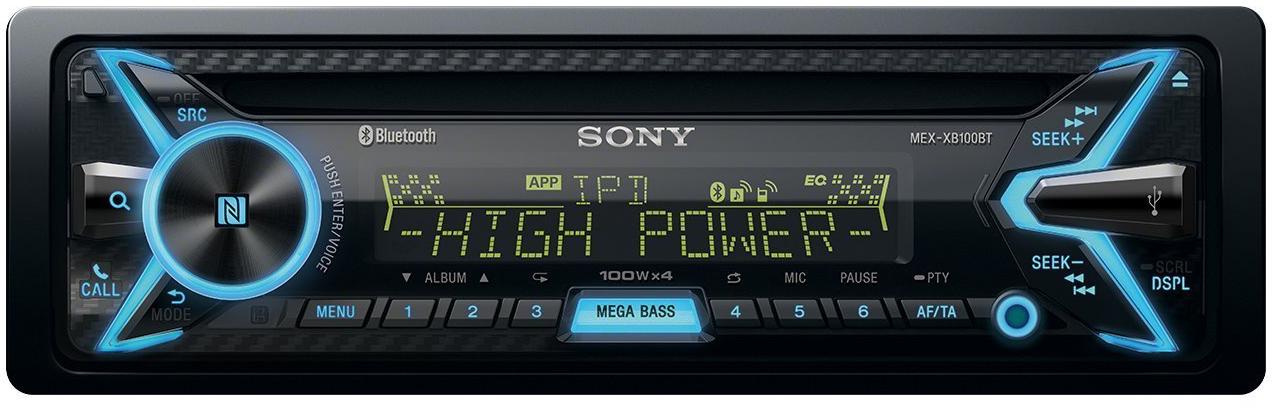 OFF
SRC
Bluetooth
SONY
MEX-XB100BT
SEEK+
PUSH ENTER/VOICE
APP
IPD
EQ
-HIGH POWER-
CALL
MODE
ALBUM
100W×4
MIC
PAUSE
PTY
SEEK-
SCRL
DSPL
MENU
1
2
3
MEGA BASS
4
5
6
AF/TA